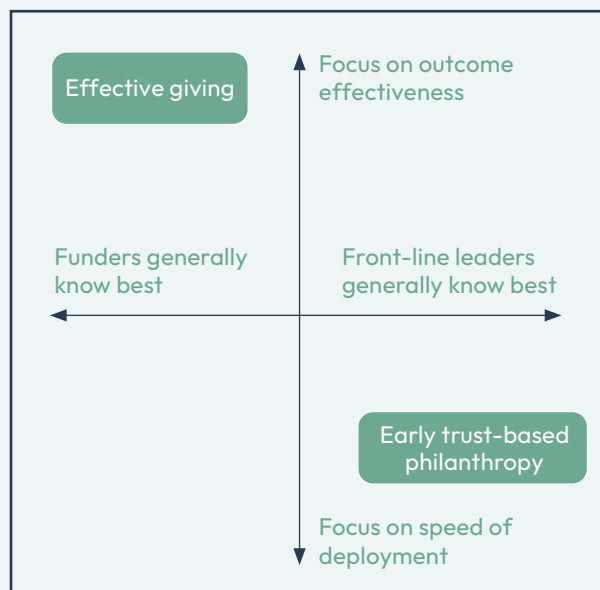 Effective giving
Focus on outcome
effectiveness
Funders generally
know best
Front-line leaders
generally know best
Early trust-based
philanthropy
Focus on speed of
deployment